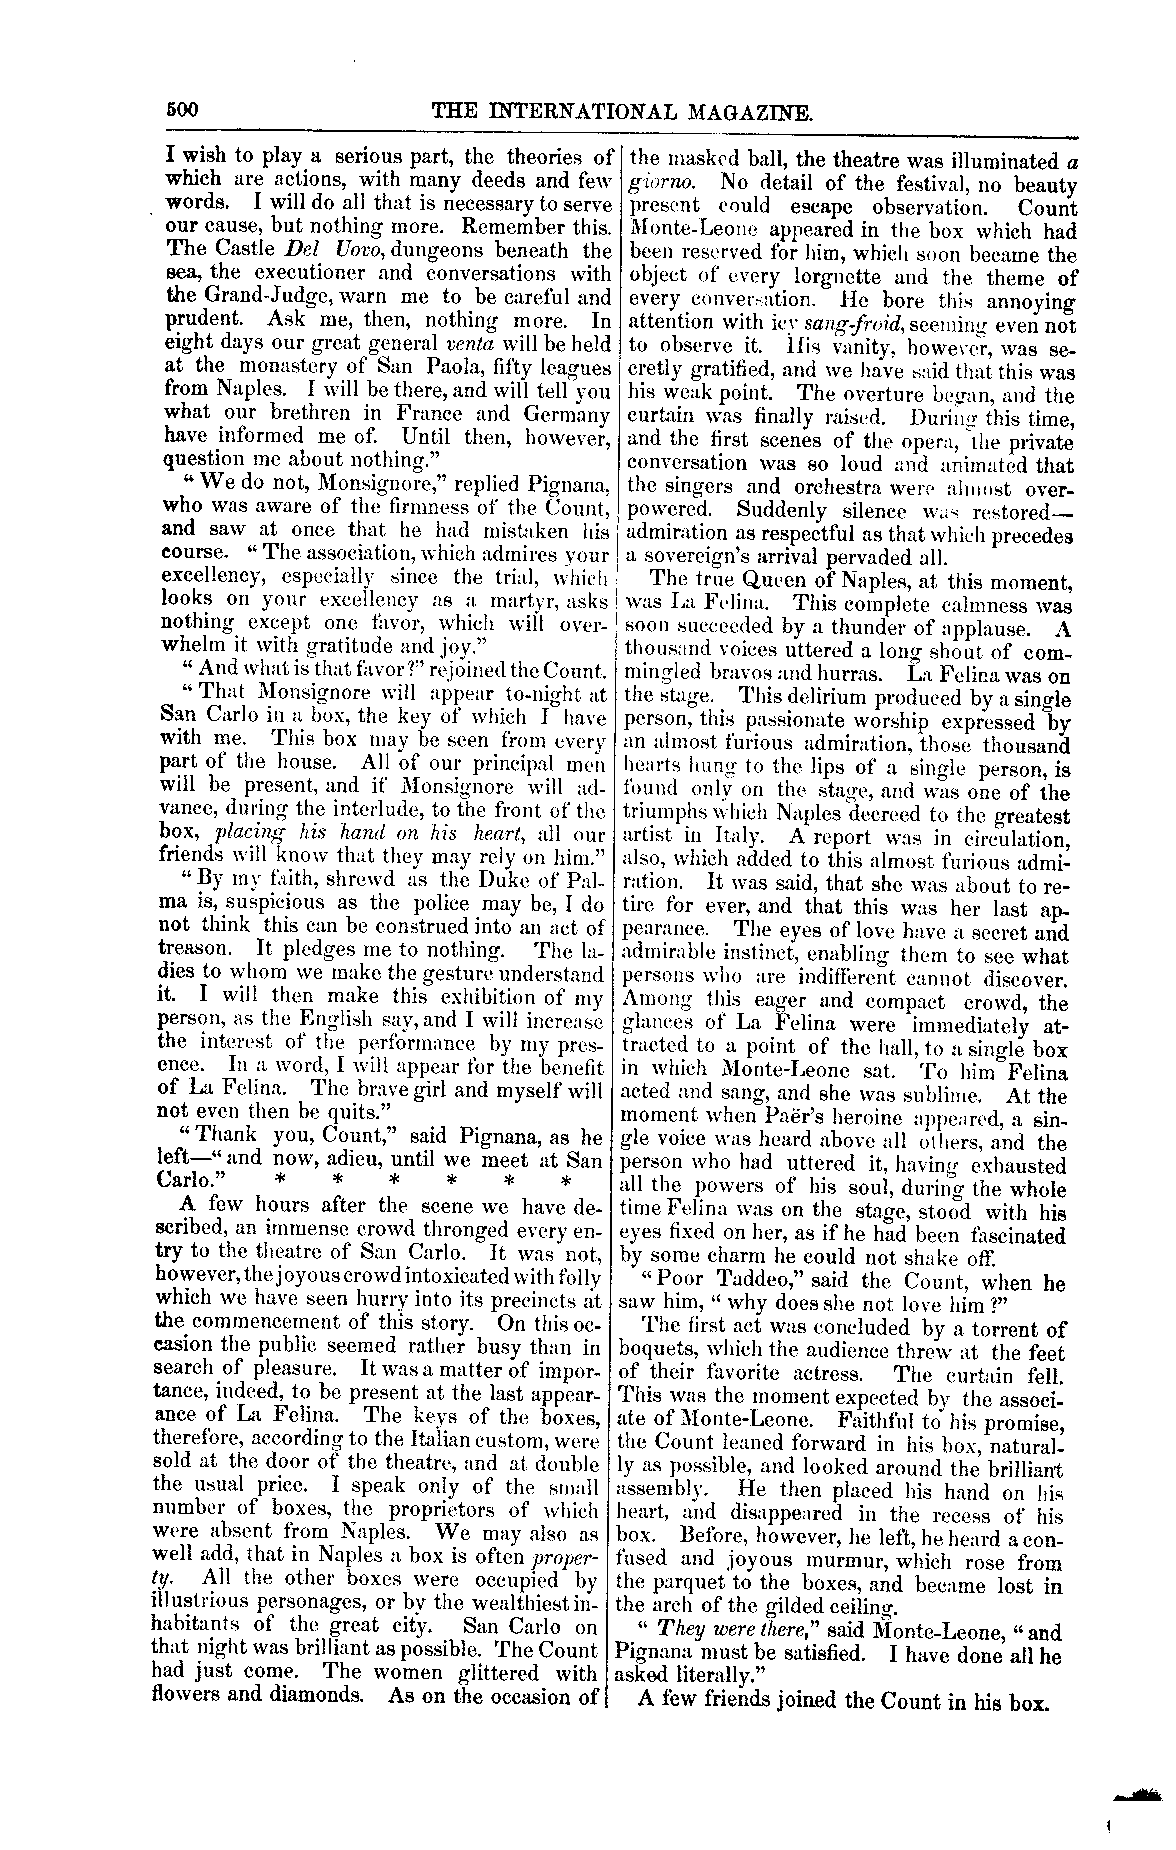 500 THE INTERNATIONAL MAGAZINE.
I wish to play a serious part, the theories of
which are actions, with many deeds and few
words. I will do all that is necessary to serve
our cause, but nothing more. Remember this.
The Castle Del Uovo, dungeons beneath the
sea, the executioner and conversations with
the Grand-Judge, warn me to be careful and
prudent. Ask me, then, nothing more. In
eight days our great general venta will be held
at the monastery of San Paola, fifty leagues
from Naples. I will be there, and will tell you
what our brethren in France and Germany
have informed me of. Until then, however,
question me about nothing."
"We do not, Monsignore," replied Pignana,
who was aware of the firmness of the Count,
and saw at once that he had mistaken his
course. "The association, which admires your
excellency, especially since the trial, which
looks on your excellency as a martyr, asks
nothing except one favor, which will over-
whelm it with gratitude and joy."
"And what is that favor?" rejoined the Count.
"That Monsignore will appear to-night at
San Carlo in a box, the key of which I have
with me. This box may be seen from every
part of the house. All of our principal men
will be present, and if Monsignore will ad-
vance, during the interlude, to the front of the
box, placing his hand on his heart, all our
friends will know that they may rely on him."
"By my faith, shrewd as the Duke of Pal-
ma is, suspicious as the police may be, I do
not think this can be construed into an act of
treason. It pledges me to nothing. The la-
dies to whom we make the gesture understand
it. I will then make this exhibition of my
person, as the English say, and I will increase
the interest of the performance by my pres-
ence. In a word, I will appear for the benefit
of La Felina. The brave girl and myself will
not even then be quits."
"Thank you, Count," said Pignana, as he
left—"and now, adieu, until we meet at San
Carlo." * * * * * *
A few hours after the scene we have de-
scribed, an immense crowd thronged every en-
try to the theatre of San Carlo. It was not,
however, the joyous crowd intoxicated with folly
which we have seen hurry into its precincts at
the commencement of this story. On this oc-
casion the public seemed rather busy than in
search of pleasure. It was a matter of impor-
tance, indeed, to be present at the last appear-
ance of La Felina. The keys of the boxes,
therefore, according to the Italian custom, were
sold at the door of the theatre, and at double
the usual price. I speak only of the small
number of boxes, the proprietors of which
were absent from Naples. We may also as
well add, that in Naples a box is often proper-
ty. All the other boxes were occupied by
illustrious personages, or by the wealthiest in-
habitants of the great city. San Carlo on
that night was brilliant as possible. The Count
had just come. The women glittered with
flowers and diamonds. As on the occasion of
the masked ball, the theatre was illuminated a
giorno. No detail of the festival, no beauty
present could escape observation. Count
Monte-Leone appeared in the box which had
been reserved for him, which soon became the
object of every lorgnette and the theme of
every conversation. He bore this annoying
attention with icy sang-froid, seeming even not
to observe it. His vanity, however, was se-
cretly gratified, and we have said that this was
his weak point. The overture began, and the
curtain was finally raised. During this time,
and the first scenes of the opera, the private
conversation was so loud and animated that
the singers and orchestra were almost over-
powered. Suddenly silence was restored—
admiration as respectful as that which precedes
a sovereign's arrival pervaded all.
The true Queen of Naples, at this moment,
was La Felina. This complete calmness was
soon succeeded by a thunder of applause. A
thousand voices uttered a long shout of com-
mingled bravos and hurras. La Felina was on
the stage. This delirium produced by a single
person, this passionate worship expressed by
an almost furious admiration, those thousand
hearts hung to the lips of a single person, is
found only on the stage, and was one of the
triumphs which Naples decreed to the greatest
artist in Italy. A report was in circulation,
also, which added to this almost furious admi-
ration. It was said, that she was about to re-
tire for ever, and that this was her last ap-
pearance. The eyes of love have a secret and
admirable instinct, enabling them to see what
persons who are indifferent cannot discover.
Among this eager and compact crowd, the
glances of La Felina were immediately at-
tracted to a point of the hall, to a single box
in which Monte-Leone sat. To him Felina
acted and sang, and she was sublime. At the
moment when Paër's heroine appeared, a sin-
gle voice was heard above all others, and the
person who had uttered it, having exhausted
all the powers of his soul, during the whole
time Felina was on the stage, stood with his
eyes fixed on her, as if he had been fascinated
by some charm he could not shake off.
"Poor Taddeo," said the Count, when he
saw him, "why does she not love him?"
The first act was concluded by a torrent of
boquets, which the audience threw at the feet
of their favorite actress. The curtain fell.
This was the moment expected by the associ-
ate of Monte-Leone. Faithful to his promise,
the Count leaned forward in his box, natural-
ly as possible, and looked around the brilliant
assembly. He then placed his hand on his
heart, and disappeared in the recess of his
box. Before, however, he left, he heard a con-
fused and joyous murmur, which rose from
the parquet to the boxes, and became lost in
the arch of the gilded ceiling.
"They were there," said Monte-Leone, "and
Pignana must be satisfied. I have done all he
asked literally."
A few friends joined the Count in his box.